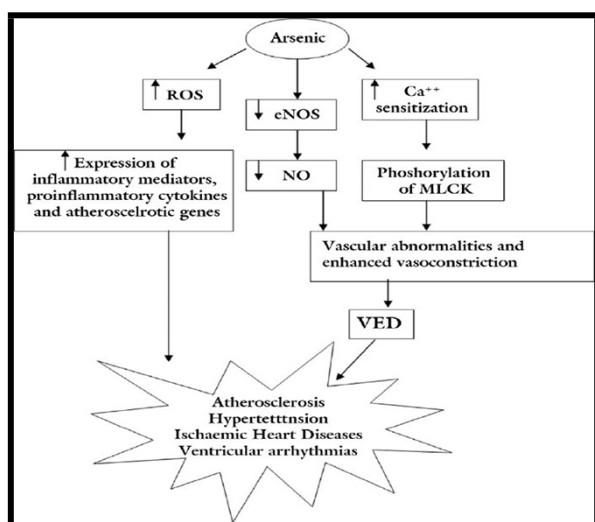 Arsenic
↑ ROS
↓ eNOS
↑ Ca++
sensitization
↑ Expression of
inflammatory mediators,
proinflammatory cytokines
and atheroscelrotic genes
↓ NO
Phoshorylation
of MLCK
Vascular abnormalities and
enhanced vasoconstriction
VED
Atherosclerosis
Hypertetttnsion
Ischaemic Heart Diseases
Ventricular arrhythmias